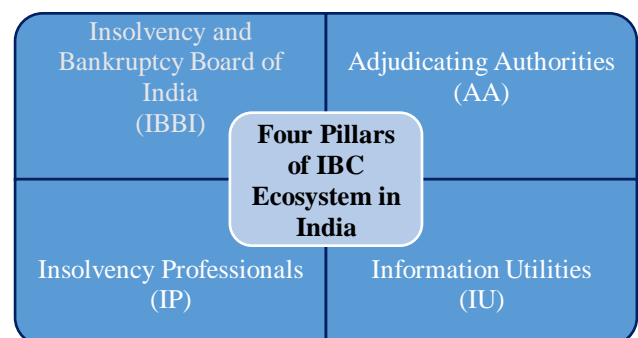 Insolvency and
Bankruptcy Board of
India
(IBBI)
Adjudicating Authorities
(AA)
Four Pillars
of IBC
Ecosystem in
India
Insolvency Professionals
(IP)
Information Utilities
(IU)